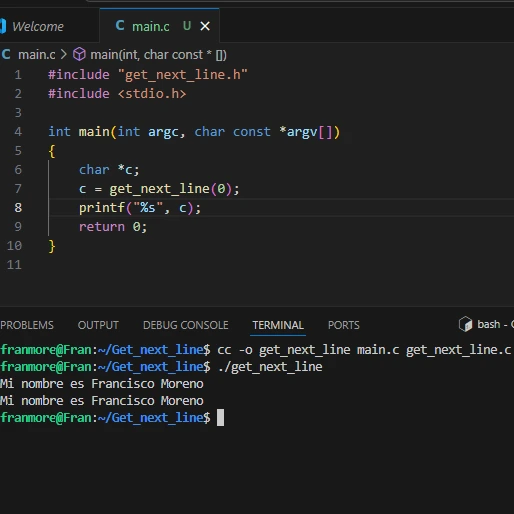 Welcome
C main.c U ×
C main.c > main(int, char const * [])
1 #include "get_next_line.h"
2 #include <stdio.h>
3
4 int main(int argc, char const *argv[])
5 {
6 char *c;
7 c = get_next_line(0);
8 printf("%s", c);
9 return 0;
10 }
11
PROBLEMS OUTPUT DEBUG CONSOLE TERMINAL PORTS bash -
franmore@Fran:~/Get_next_line$ cc -o get_next_line main.c get_next_line.c
franmore@Fran:~/Get_next_line$ ./get_next_line
Mi nombre es Francisco Moreno
Mi nombre es Francisco Moreno
franmore@Fran:~/Get_next_line$